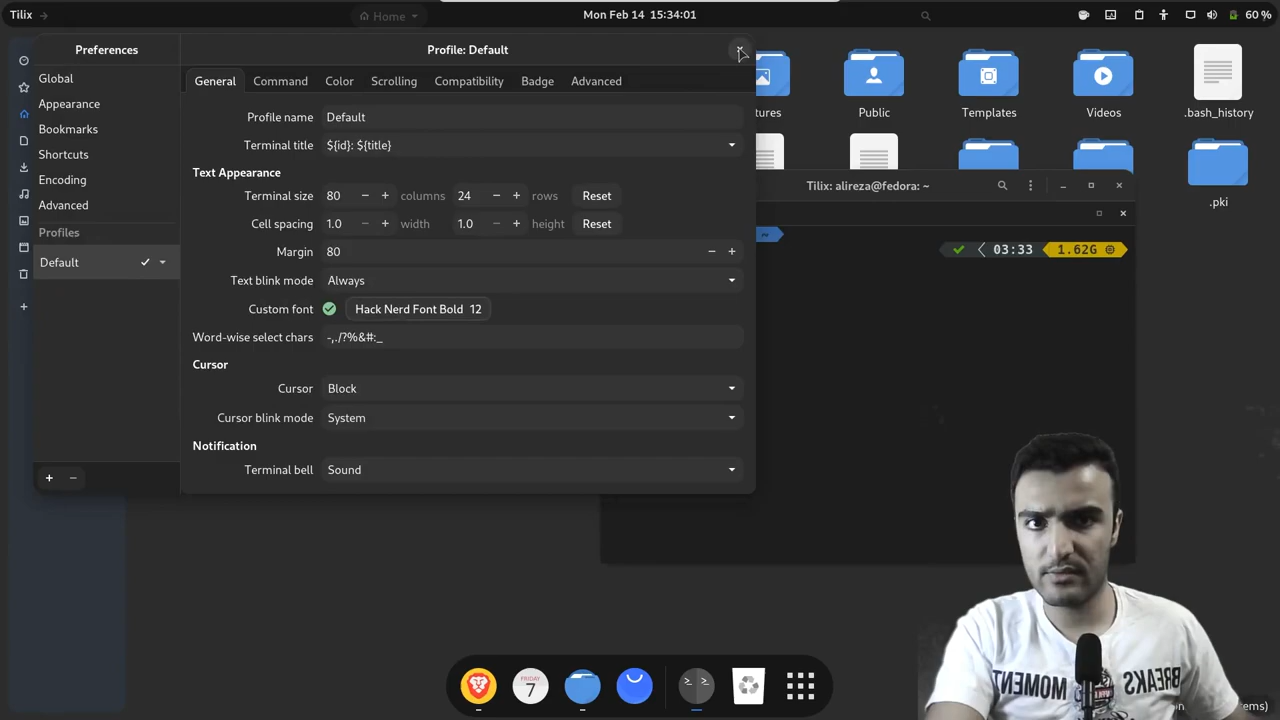 Tilix
Home
Mon Feb 14 15:34:01
60 %
Preferences
Profile: Default
Global
Appearance
Bookmarks
Shortcuts
Encoding
Advanced
Profiles
Default
General Command Color Scrolling Compatibility Badge Advanced
Profile name Default
Terminal title ${id}: ${title}
Text Appearance
Terminal size 80 − + columns 24 − + rows Reset
Cell spacing 1.0 − + width 1.0 − + height Reset
Margin 80 − +
Text blink mode Always
Custom font Hack Nerd Font Bold 12
Word-wise select chars -,./?%&#:_
Cursor
Cursor Block
Cursor blink mode System
Notification
Terminal bell Sound
tures Public Templates Videos .bash_history
.pki
Tilix: alireza@fedora: ~
~
03:33 1.62G
MOMENT
BREAKS
FRIDAY
7
>_ >_